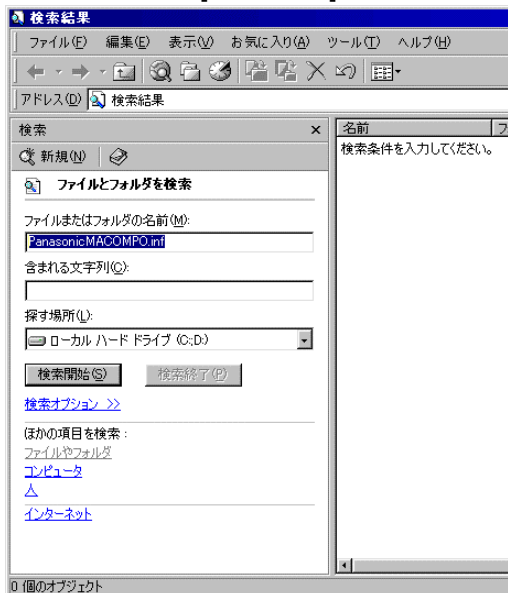 検索結果
ファイル(F) 編集(E) 表示(V) お気に入り(A) ツール(T) ヘルプ(H)
アドレス(D) 検索結果
検索 × 名前 フ
新規(N) 検索条件を入力してください。
ファイルとフォルダを検索
ファイルまたはフォルダの名前(M):
PanasonicMACOMPO.inf
含まれる文字列(C):
探す場所(L):
ローカル ハード ドライブ (C:;D:)
検索開始(S) 検索終了(P)
検索オプション >>
ほかの項目を検索 :
ファイルやフォルダ
コンピュータ
人
インターネット
0 個のオブジェクト